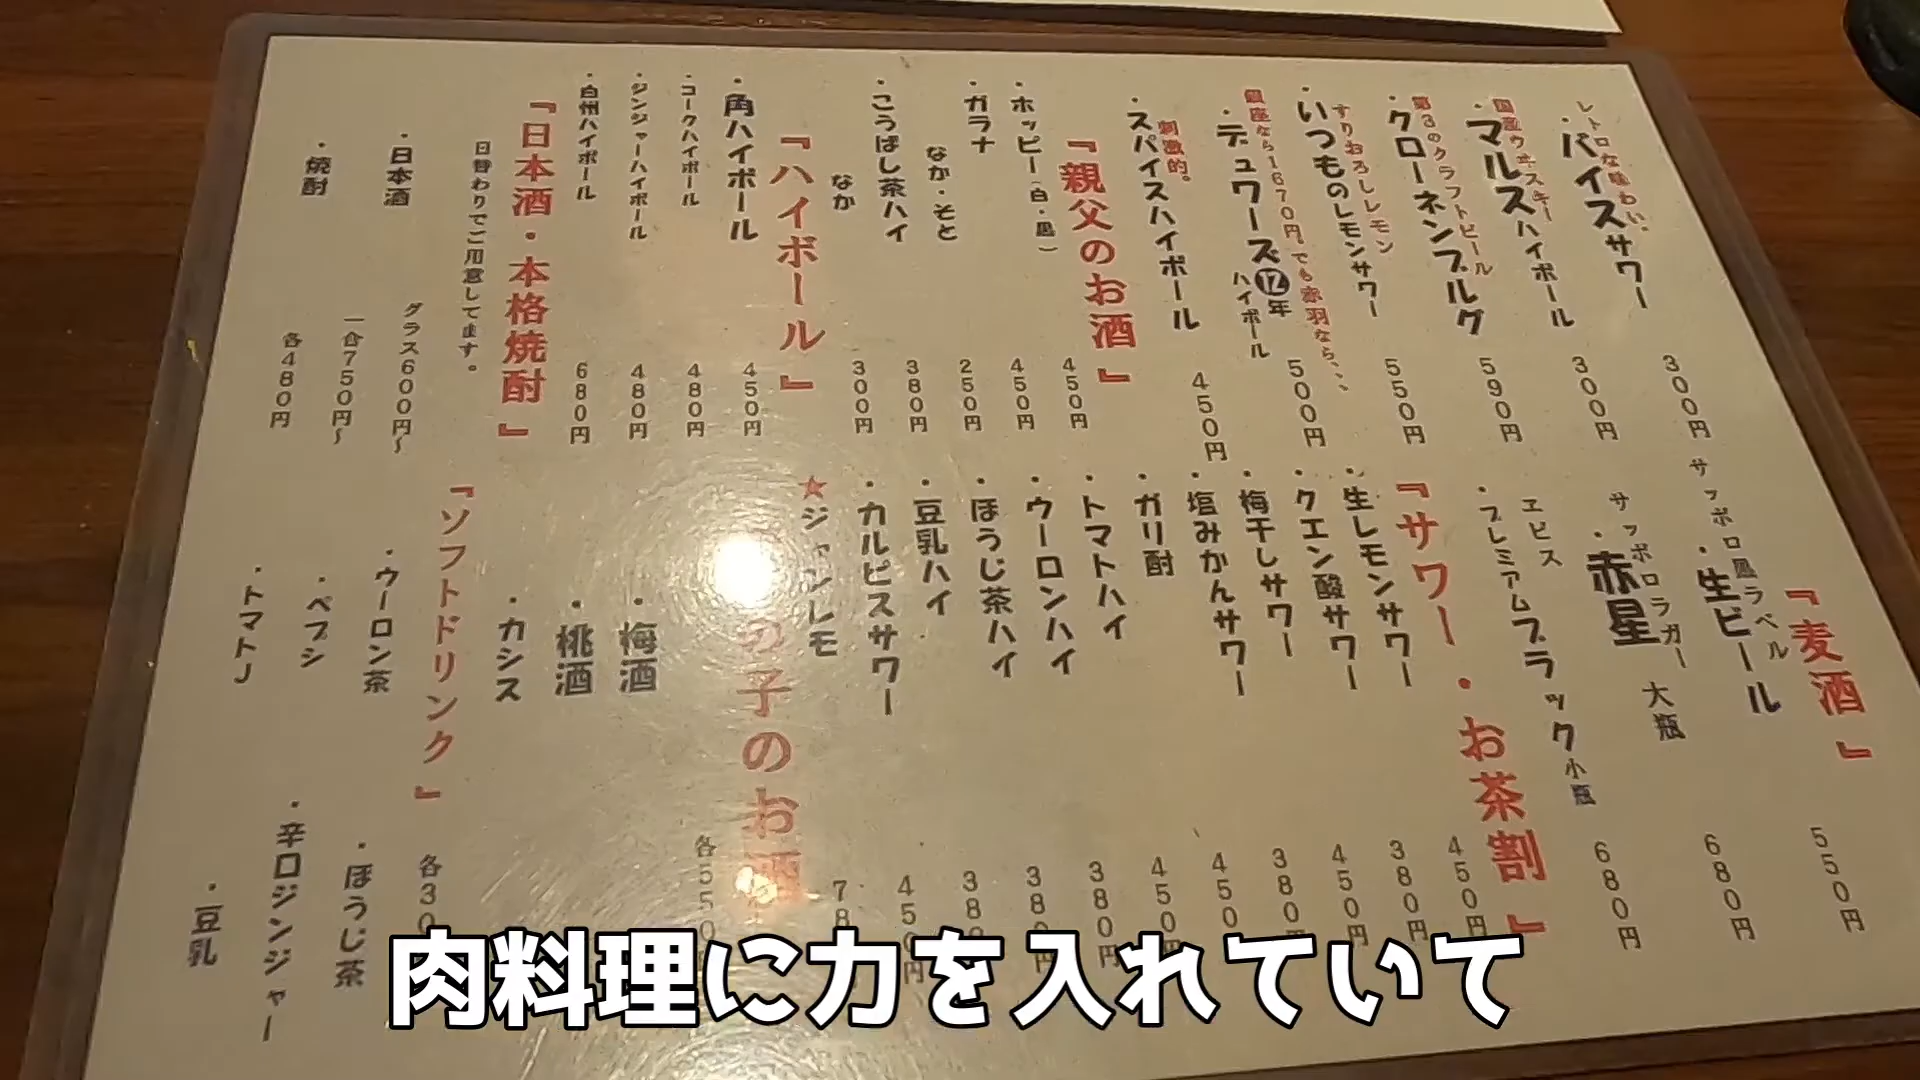 レトロな味わい。
・バイスサワー 300円
国産ウヰスキー
・マルスハイボール 300円
第3のクラフトビール
・クローネンブルグ 590円
すりおろしレモン
・いつものレモンサワー 550円
銀座なら1670円。でも赤羽なら、、、
・デュワーズ⑫年ハイボール 500円
刺激的。
・スパイスハイボール 450円
『親父のお酒』
・ホッピー(白・黒) 450円
・ガラナ 450円
なか・そと 250円
・こうばし茶ハイ 380円
なか 300円
『ハイボール』
・角ハイボール 450円
・コークハイボール 480円
・ジンジャーハイボール 480円
・白州ハイボール 680円
『日本酒・本格焼酎』
日替わりでご用意してます。
・日本酒 グラス600円~
一合750円~
・焼酎 各480円
『麦酒』
サッポロ黒ラベル
・生ビール 550円
サッポロラガー
・赤星 大瓶 680円
ヱビス
・プレミアムブラック 小瓶 680円
『サワー・お茶割』
・生レモンサワー 450円
・クエン酸サワー 380円
・梅干しサワー 450円
・塩みかんサワー 380
・ガリ酎 450
・トマトハイ 450円
・ウーロンハイ 380円
・ほうじ茶ハイ 380円
・豆乳ハイ 380
・カルピスサワー 450円
★ジャンレモ 78
の子のお酒
各550
・梅酒
・桃酒
・カシス
『ソフトドリンク』
各30
・ウーロン茶 ・ほうじ茶
・ペプシ ・辛口ジンジャー
・トマトJ ・豆乳
肉料理に力を入れていて